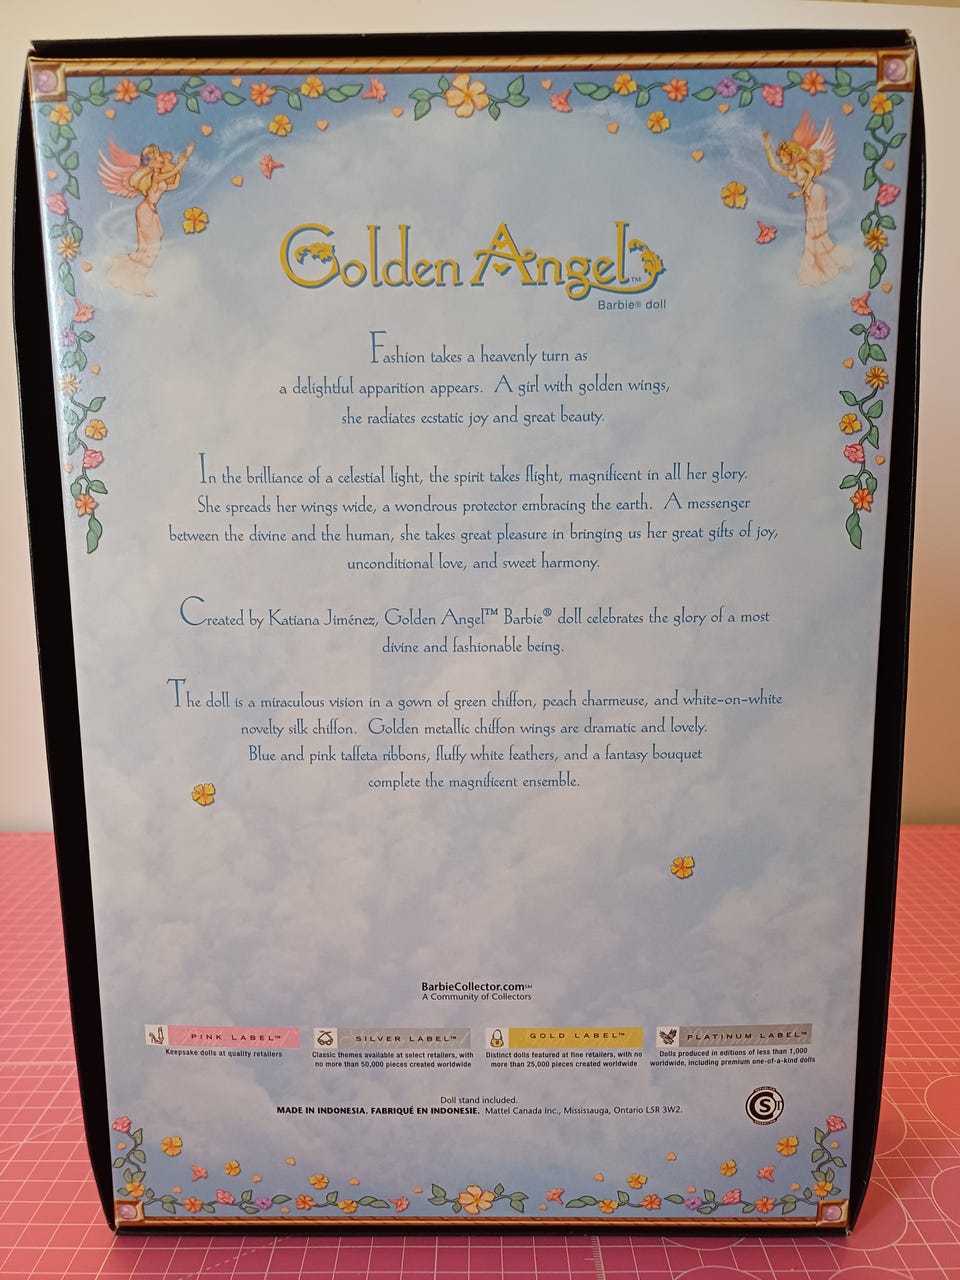 Golden Angel™
Barbie® doll
Fashion takes a heavenly turn as
a delightful apparition appears. A girl with golden wings,
she radiates ecstatic joy and great beauty.
In the brilliance of a celestial light, the spirit takes flight, magnificent in all her glory.
She spreads her wings wide, a wondrous protector embracing the earth. A messenger
between the divine and the human, she takes great pleasure in bringing us her great gifts of joy,
unconditional love, and sweet harmony.
Created by Katiana Jiménez, Golden Angel™ Barbie® doll celebrates the glory of a most
divine and fashionable being.
The doll is a miraculous vision in a gown of green chiffon, peach charmeuse, and white-on-white
novelty silk chiffon. Golden metallic chiffon wings are dramatic and lovely.
Blue and pink taffeta ribbons, fluffy white feathers, and a fantasy bouquet
complete the magnificent ensemble.
BarbieCollector.com℠
A Community of Collectors
PINK LABEL™
Keepsake dolls at quality retailers
SILVER LABEL™
Classic themes available at select retailers, with
no more than 50,000 pieces created worldwide
GOLD LABEL™
Distinct dolls featured at fine retailers, with no
more than 25,000 pieces created worldwide
PLATINUM LABEL™
Dolls produced in editions of less than 1,000
worldwide, including premium one-of-a-kind dolls
Doll stand included.
MADE IN INDONESIA. FABRIQUÉ EN INDONESIE. Mattel Canada Inc., Mississauga, Ontario L5R 3W2.